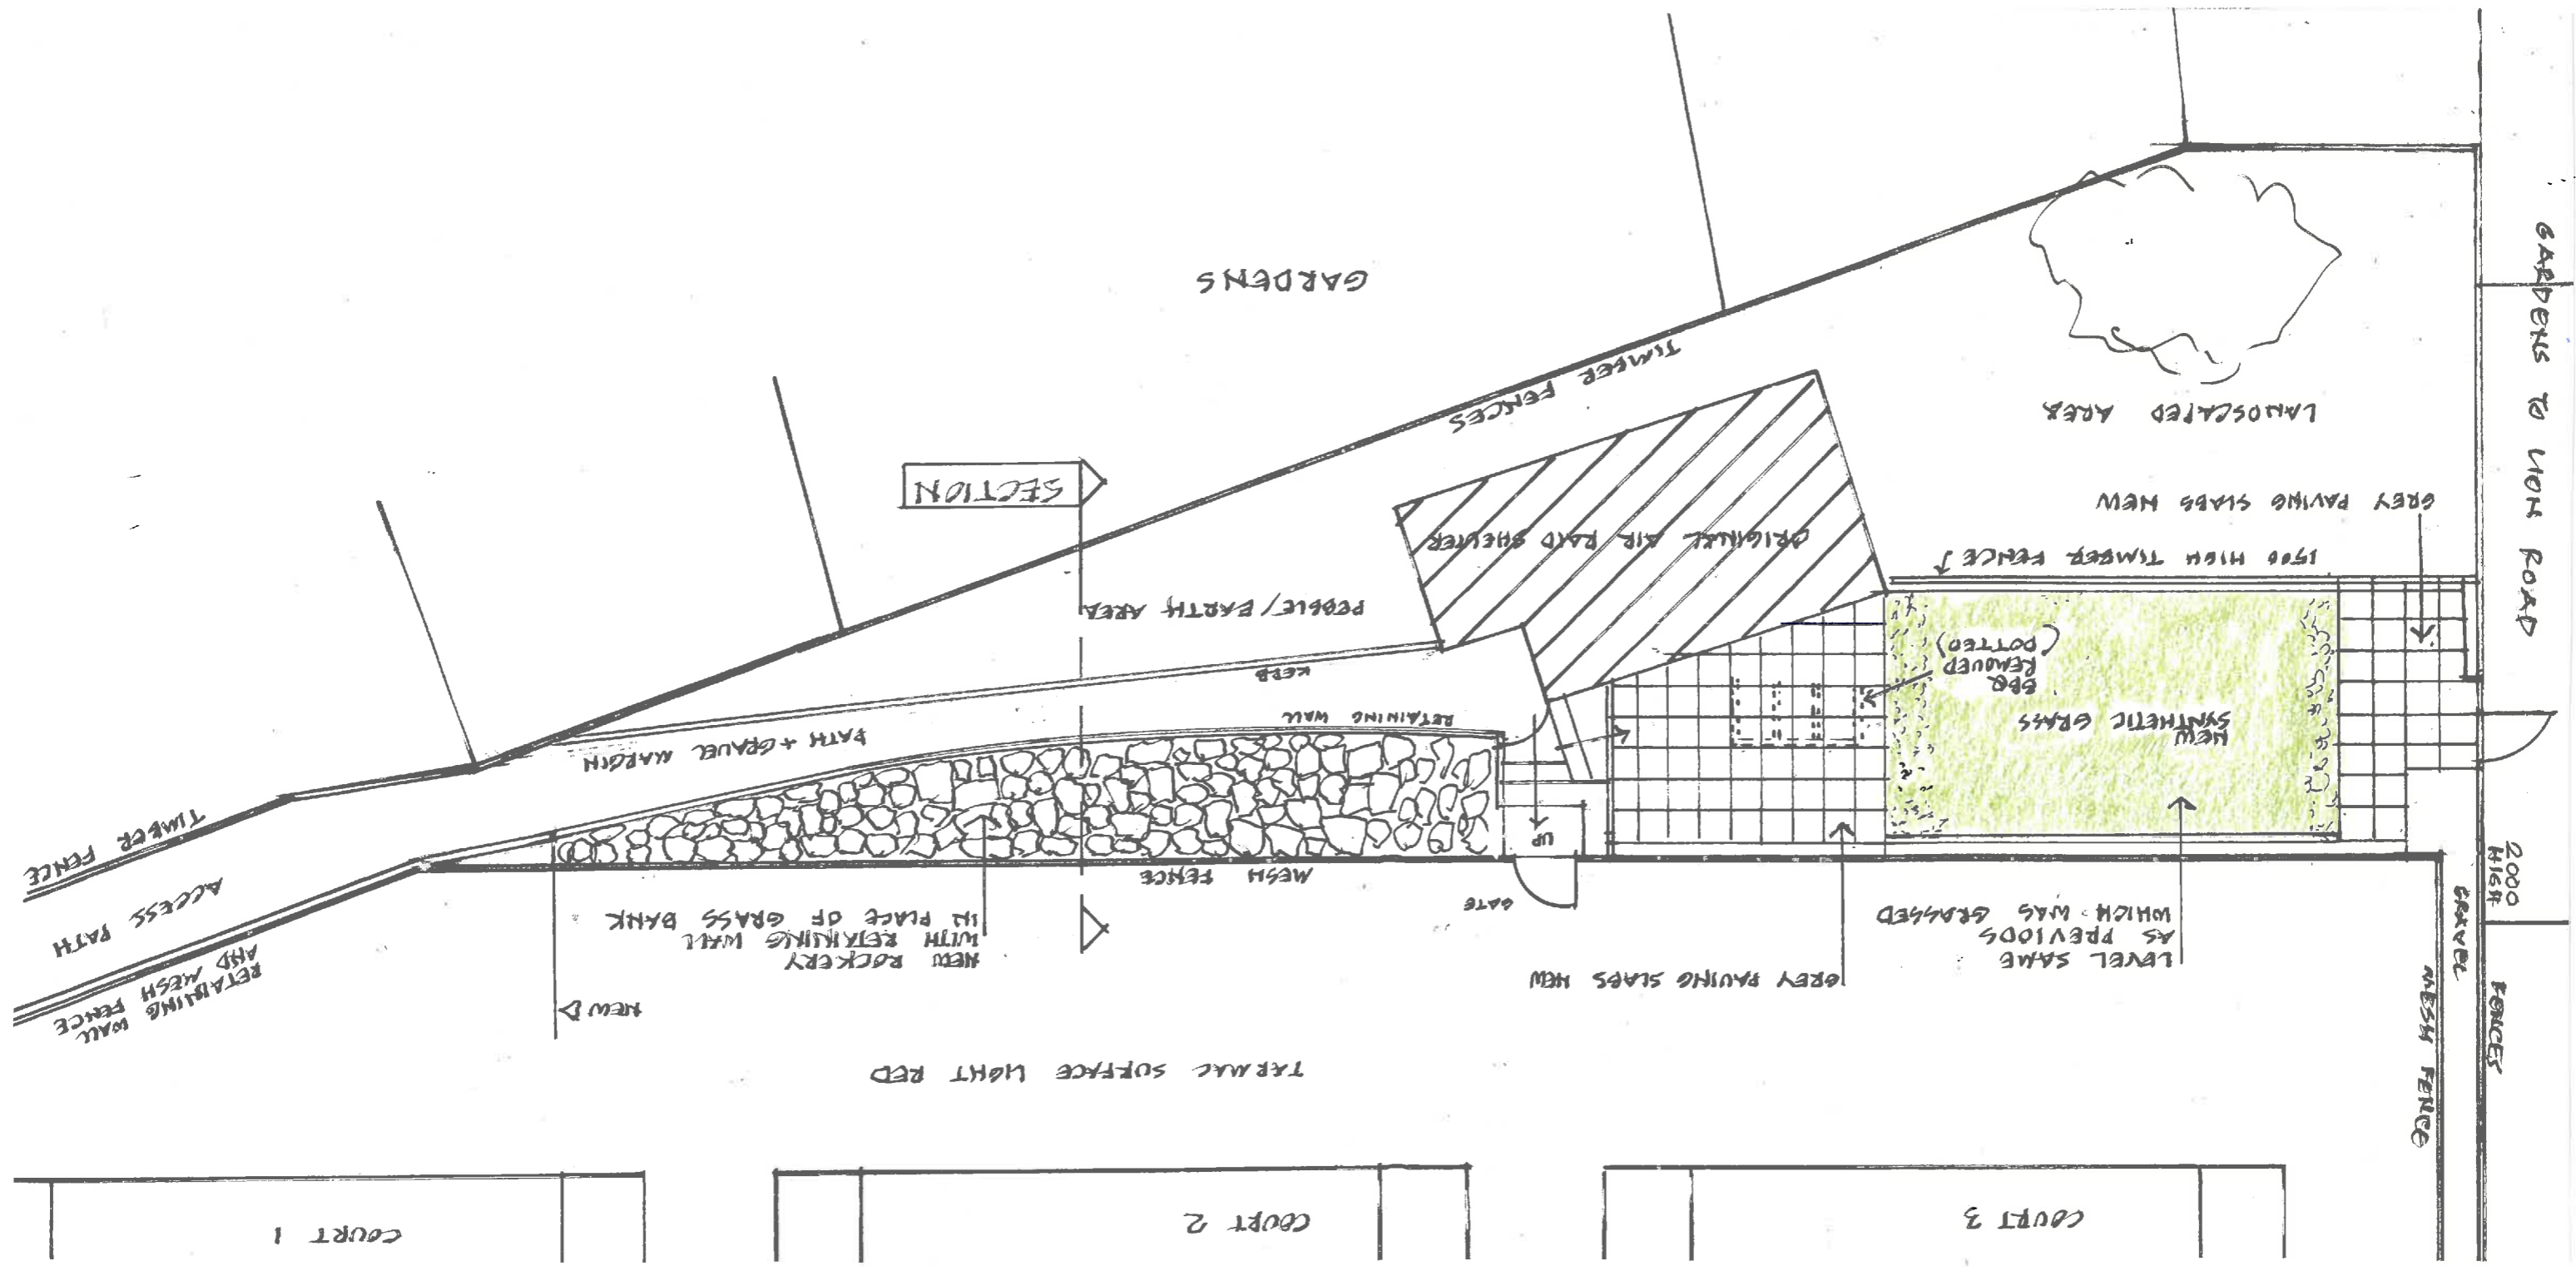 COURT 3
COURT 2
COURT 1
TARMAC SURFACE LIGHT RED
MESH FENCE
GRAVEL
FENCES
2000
HIGH
LEVEL SAME
AS PREVIOUS
WHICH WAS GRASSED
GREY PAVING SLABS NEW
NEW
NEW ROCKERY
WITH RETAINING WALL
IN PLACE OF GRASS BANK
RETAINING WALL
AND MESH FENCE
GATE
MESH FENCE
ACCESS PATH
TIMBER FENCE
UP
NEW
SYNTHETIC GRASS
BBQ
REMOVED
(DOTTED)
RETAINING WALL
PATH + GRAVEL MARGIN
KERB
PEBBLE/EARTH AREA
1500 HIGH TIMBER FENCE
ORIGINAL AIR RAID SHELTER
GREY PAVING SLABS NEW
SECTION
LANDSCAPED AREA
TIMBER FENCES
GARDENS
GARDENS TO LION ROAD